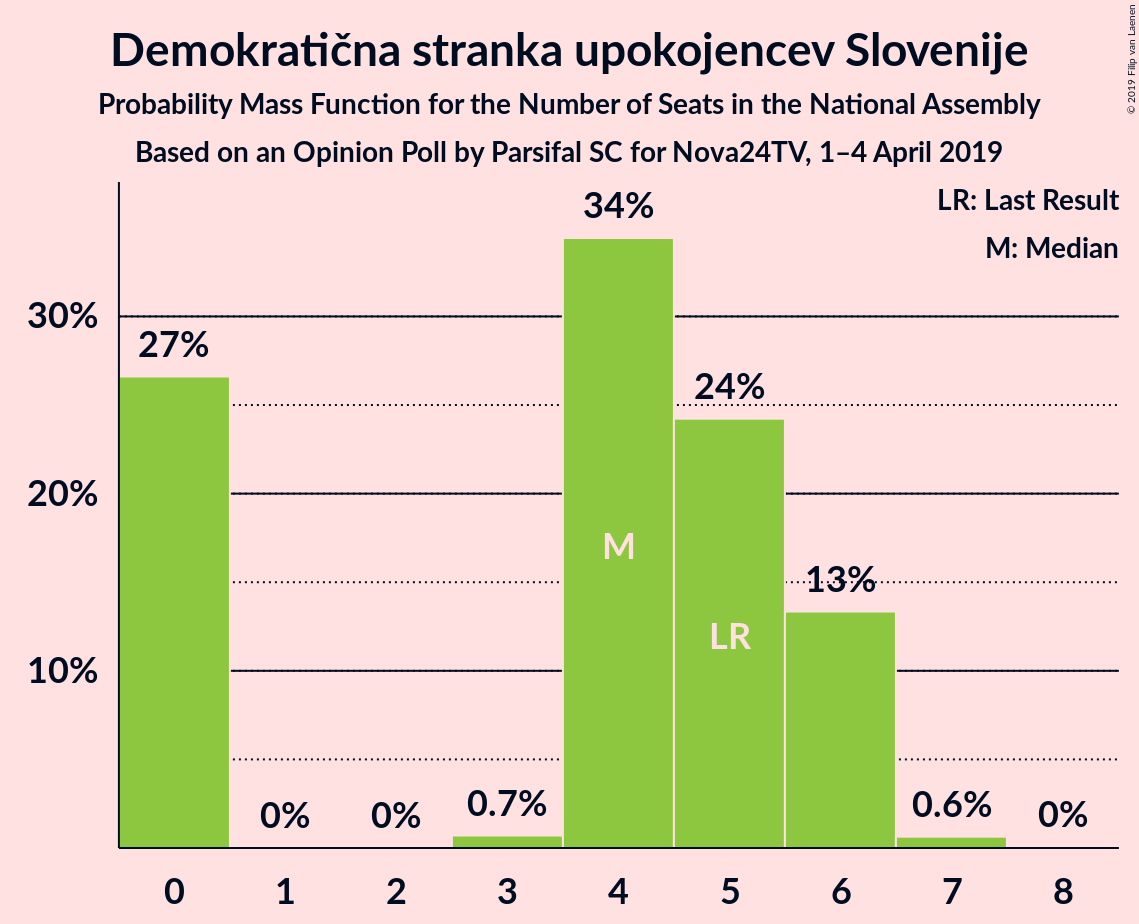 Demokratična stranka upokojencev Slovenije
Probability Mass Function for the Number of Seats in the National Assembly
Based on an Opinion Poll by Parsifal SC for Nova24TV, 1–4 April 2019
© 2019 Filip van Laenen
LR: Last Result
M: Median
34%
30%
27%
24%
20%
M
13%
LR
10%
0%
0%
0.7%
0.6%
0%
0 1 2 3 4 5 6 7 8